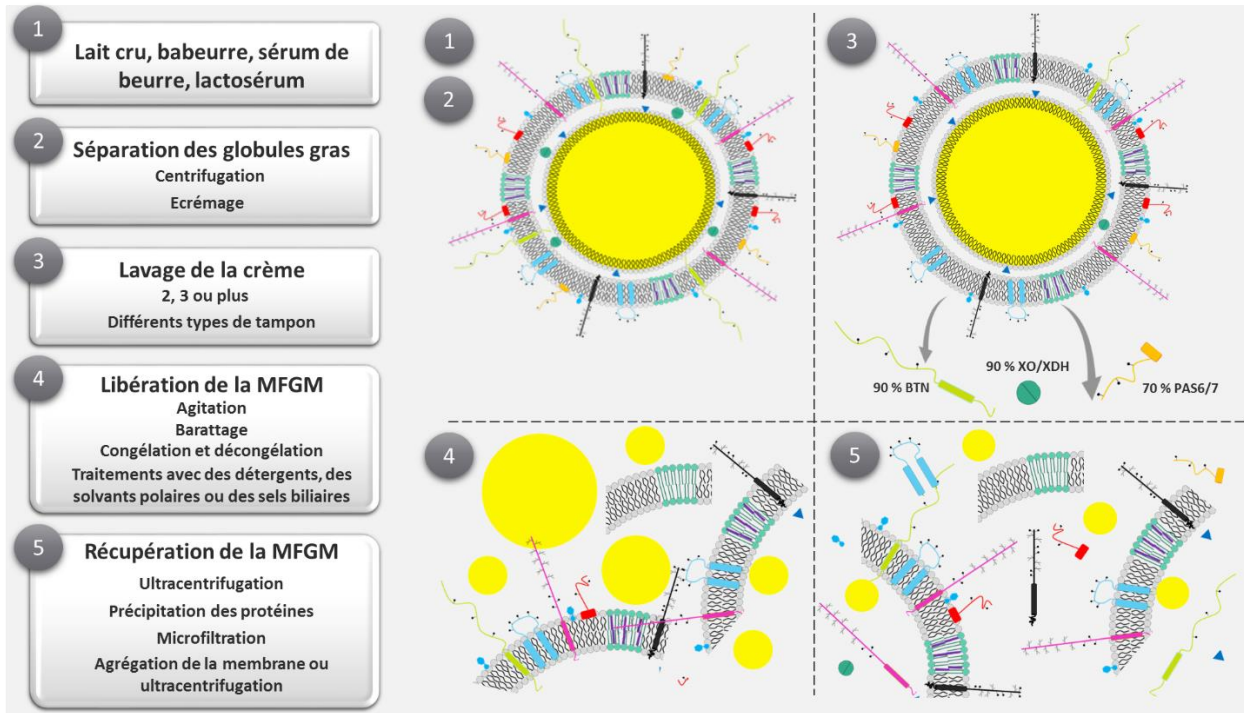 1
Lait cru, babeurre, sérum de
beurre, lactosérum
2
Séparation des globules gras
Centrifugation
Ecrémage
3
Lavage de la crème
2, 3 ou plus
Différents types de tampon
4
Libération de la MFGM
Agitation
Barattage
Congélation et décongélation
Traitements avec des détergents, des
solvants polaires ou des sels biliaires
5
Récupération de la MFGM
Ultracentrifugation
Précipitation des protéines
Microfiltration
Agrégation de la membrane ou
ultracentrifugation
1
2
3
90 % BTN
90 % XO/XDH
70 % PAS6/7
4
5